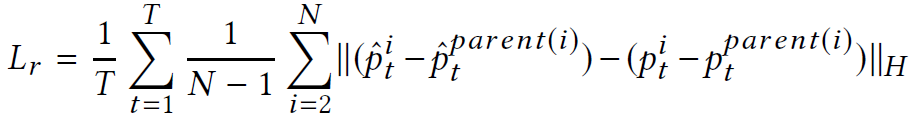 $L_r = \frac{1}{T} \sum_{t=1}^{T} \frac{1}{N-1} \sum_{i=2}^{N} \| (\hat{p}_t^i - \hat{p}_t^{parent(i)}) - (p_t^i - p_t^{parent(i)}) \|_H$